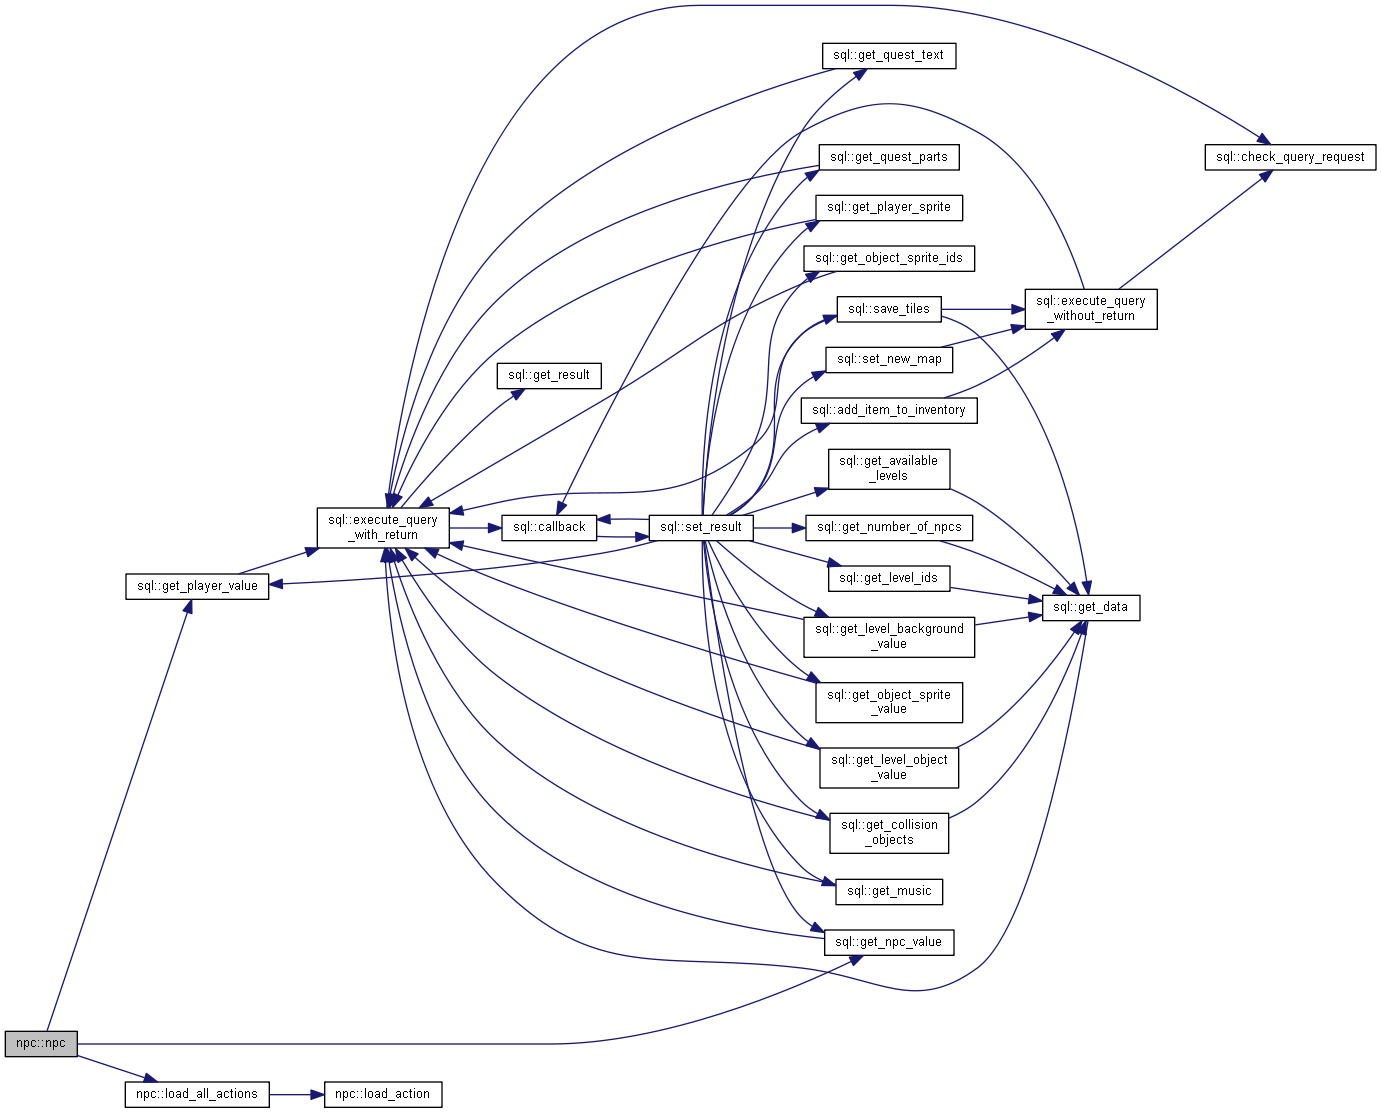 sql::get_quest_text
sql::get_quest_parts
sql::check_query_request
sql::get_player_sprite
sql::get_object_sprite_ids
sql::save_tiles
sql::execute_query
_without_return
sql::set_new_map
sql::get_result
sql::add_item_to_inventory
sql::get_available
_levels
sql::execute_query
_with_return
sql::callback
sql::set_result
sql::get_number_of_npcs
sql::get_player_value
sql::get_level_ids
sql::get_data
sql::get_level_background
_value
sql::get_object_sprite
_value
sql::get_level_object
_value
sql::get_collision
_objects
sql::get_music
sql::get_npc_value
npc::npc
npc::load_all_actions
npc::load_action